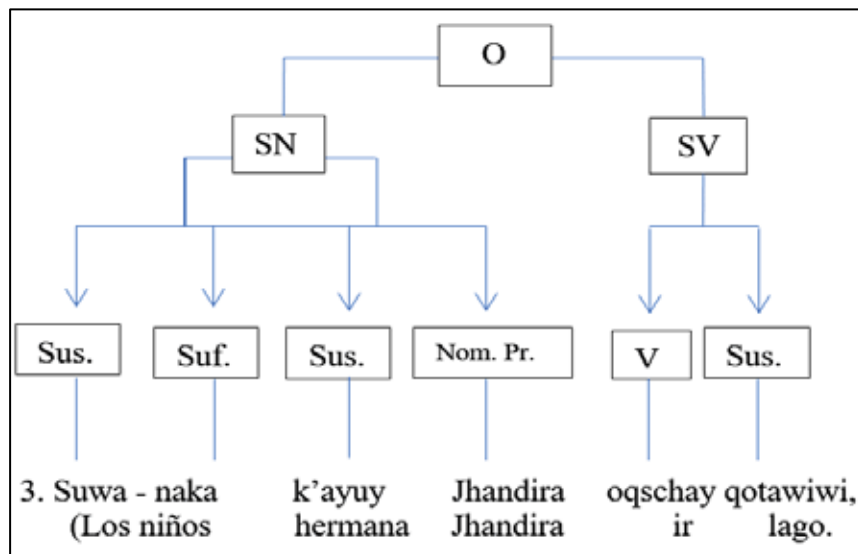 O
SN SV
Sus. Suf. Sus. Nom. Pr. V Sus.
3. Suwa - naka k’ayuy Jhandira oqschay qotawiwi,
(Los niños hermana Jhandira ir lago.